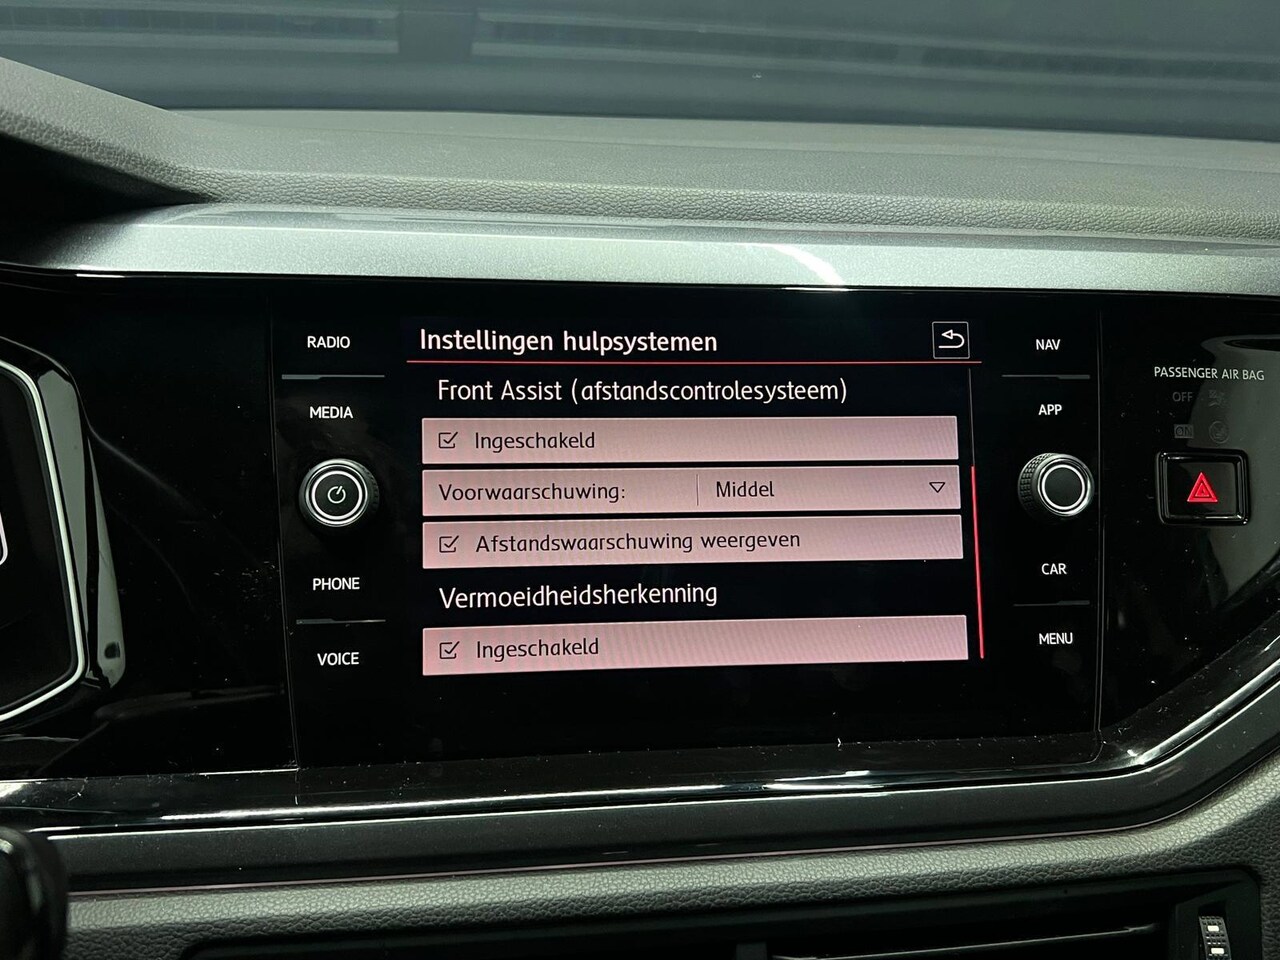 Instellingen hulpsystemen
Front Assist (afstandscontrolesysteem)
Ingeschakeld
Voorwaarschuwing: Middel
Afstandswaarschuwing weergeven
Vermoeidheidsherkenning
Ingeschakeld
RADIO
MEDIA
PHONE
VOICE
NAV
APP
CAR
MENU
PASSENGER AIR BAG
OFF
ON